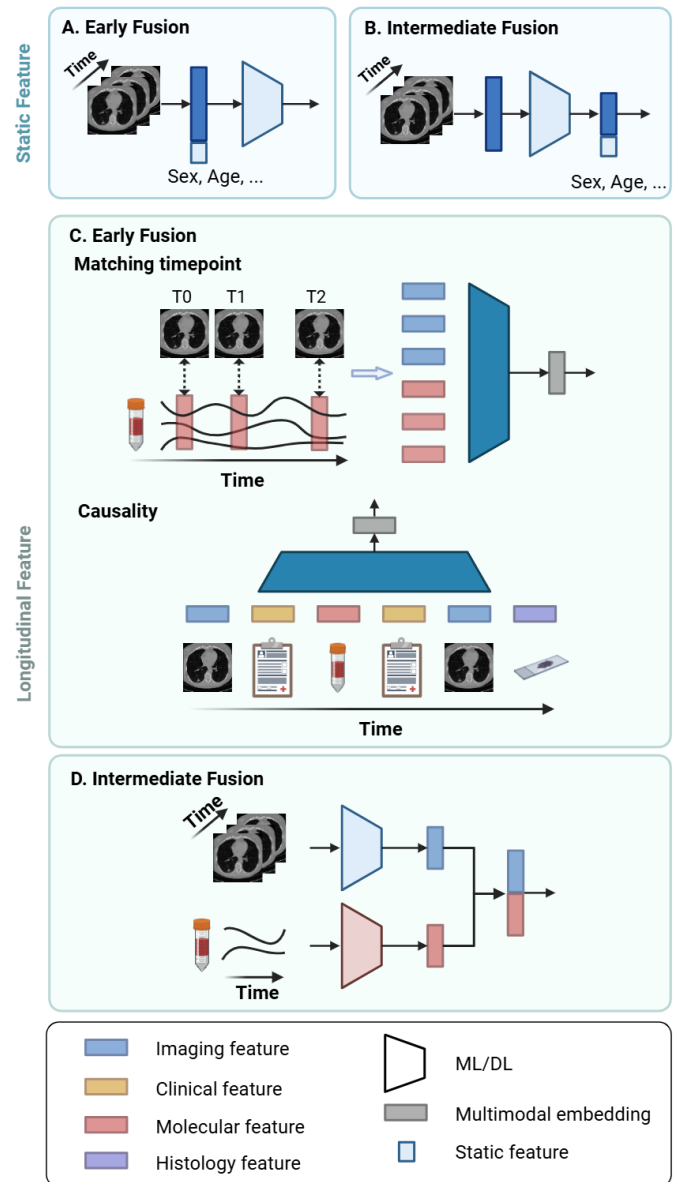 Static Feature
A. Early Fusion
Time
Sex, Age, ...
B. Intermediate Fusion
Time
Sex, Age, ...
Longitudinal Feature
C. Early Fusion
Matching timepoint
T0
T1
T2
Time
Causality
Time
D. Intermediate Fusion
Time
Time
Imaging feature
Clinical feature
Molecular feature
Histology feature
ML/DL
Multimodal embedding
Static feature